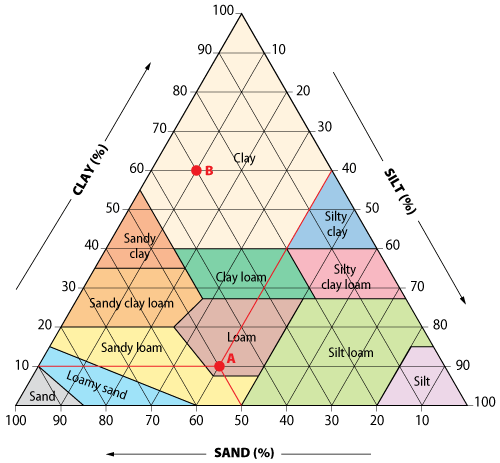 100
90
10
80
20
70
30
CLAY (%)
SILT (%)
Clay
60
B
40
50
Silty
clay
50
40
Sandy
clay
60
30
Clay loam
Silty
clay loam
70
Sandy clay loam
20
Loam
80
Sandy loam
A
Silt loam
10
90
Loamy sand
Silt
Sand
100
100
90
80
70
60
50
40
30
20
10
SAND (%)